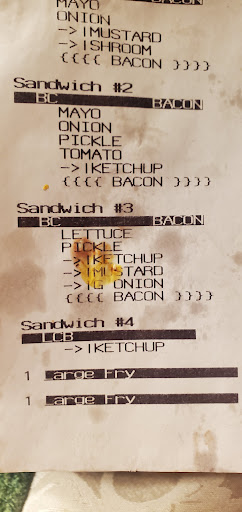 BACON
MAYO
ONION
->|MUSTARD
->|SHROOM
{{{{ BACON }}}}
Sandwich #2
BC BACON
MAYO
ONION
PICKLE
TOMATO
->|KETCHUP
{{{{ BACON }}}}
Sandwich #3
BC BACON
LETTUCE
PICKLE
->|KETCHUP
->|MUSTARD
->|G ONION
{{{{ BACON }}}}
Sandwich #4
LCB
->|KETCHUP
1 Large Fry
1 Large Fry